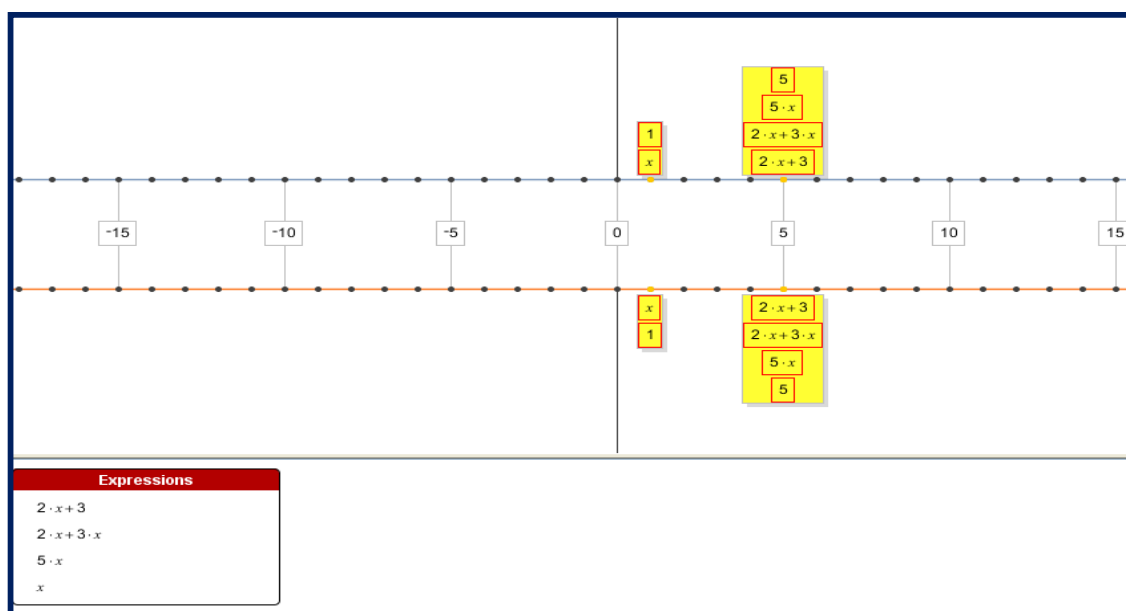 5
5 · x
1 2 · x + 3 · x
x 2 · x + 3
-15 -10 -5 0 5 10 15
x 2 · x + 3
1 2 · x + 3 · x
5 · x
5
Expressions
2 · x + 3
2 · x + 3 · x
5 · x
x